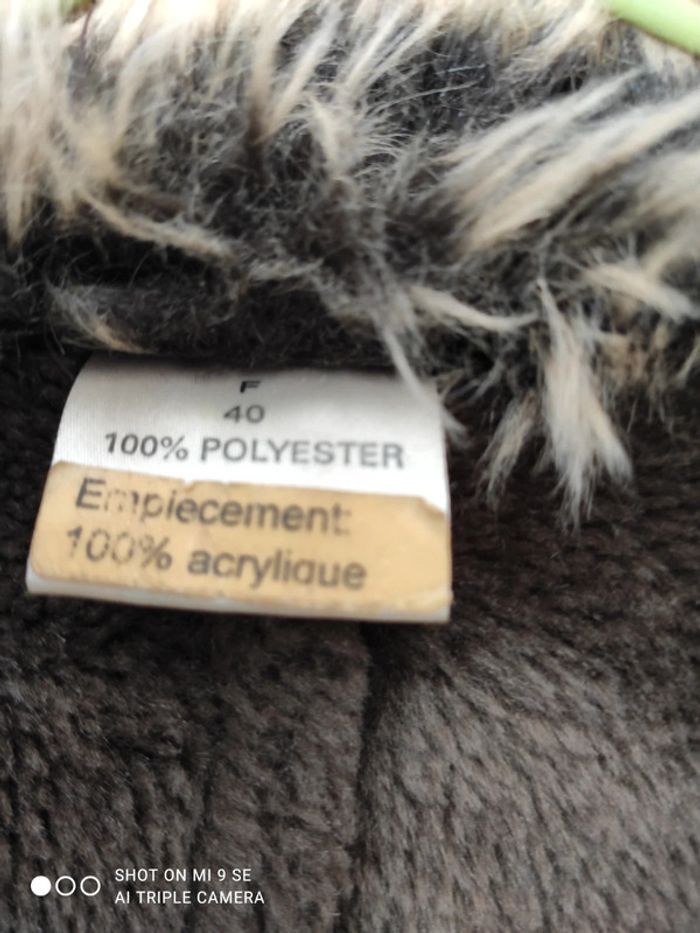 F
40
100% POLYESTER
Empiècement:
100% acrylique
SHOT ON MI 9 SE
AI TRIPLE CAMERA